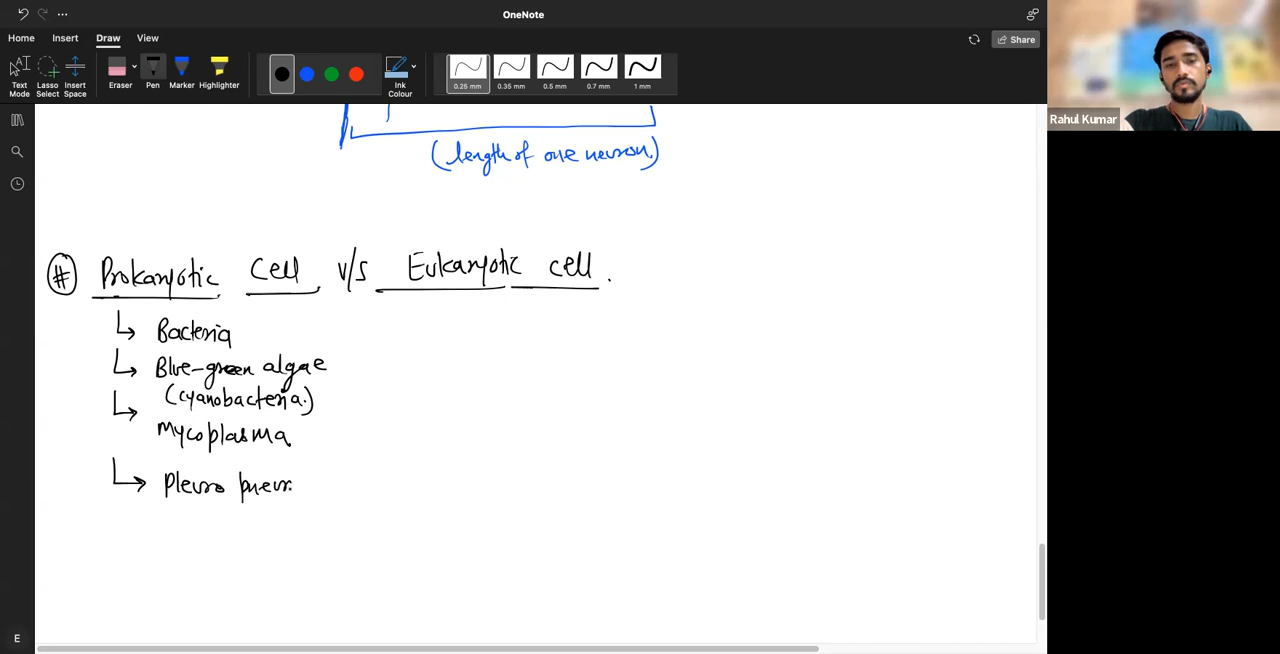 OneNote
Home Insert Draw View
Share
Text Mode
Lasso Select
Insert Space
Eraser
Pen
Marker
Highlighter
Ink Colour
0.25 mm 0.35 mm 0.5 mm 0.7 mm 1 mm
Rahul Kumar
(length of one neuron)
# Prokaryotic Cell v/s Eukaryotic cell.
Bacteria
Blue-green algae
(cyanobacteria.)
Mycoplasma
Pleuro pneu
E